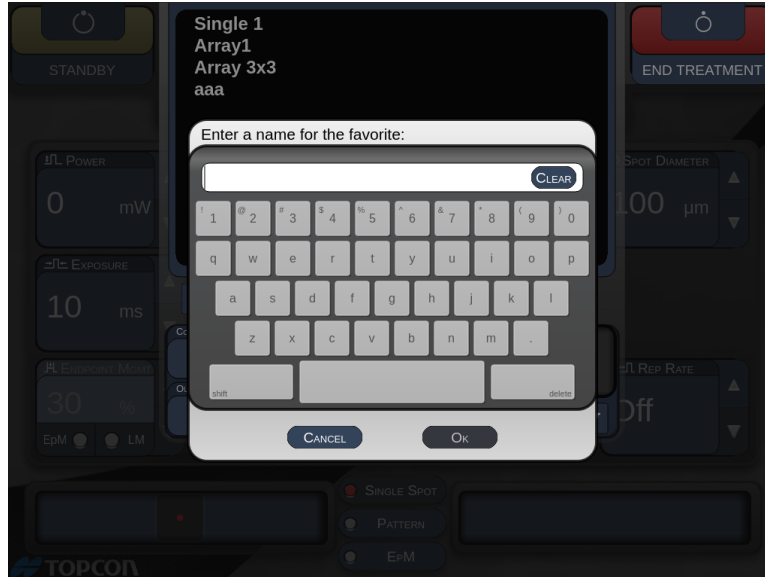 Single 1
Array1
Array 3x3
aaa
STANDBY
END TREATMENT
Enter a name for the favorite:
CLEAR
! 1 @ 2 # 3 $ 4 % 5 ^ 6 & 7 * 8 ( 9 ) 0
q w e r t y u i o p
a s d f g h j k l
z x c v b n m .
shift delete
CANCEL OK
POWER
0 mW
EXPOSURE
10 ms
ENDPOINT MGMT
30 %
EpM LM
SPOT DIAMETER
100 µm
REP RATE
Off
SINGLE SPOT
PATTERN
EPM
TOPCON